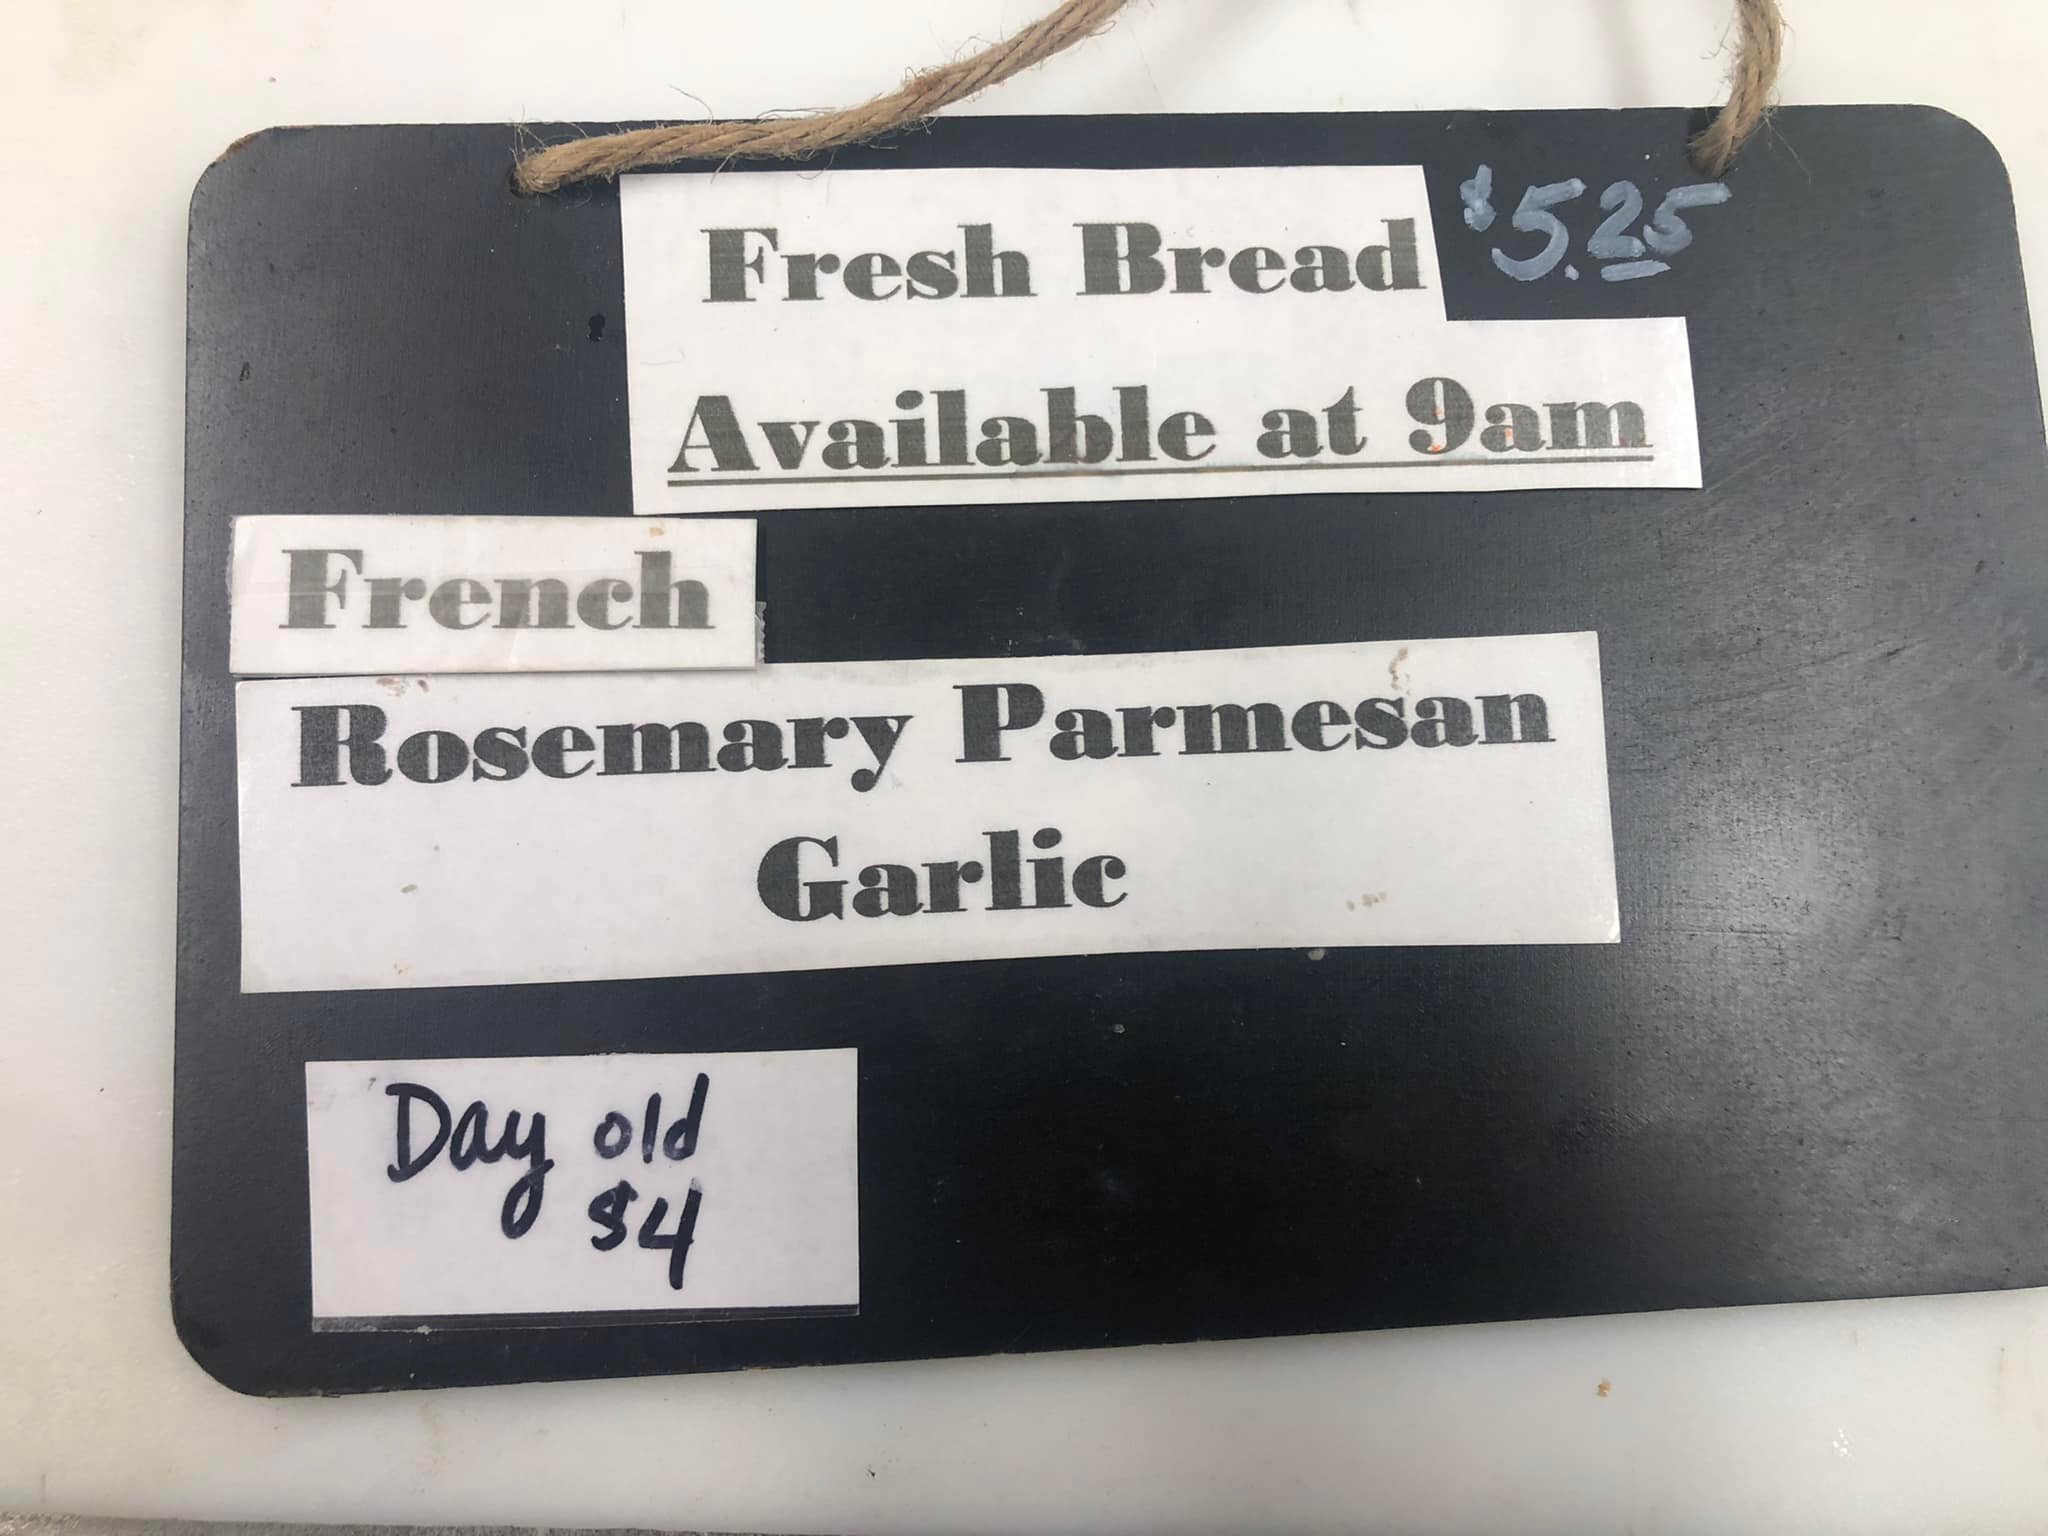 Fresh Bread $5.25
Available at 9am
French
Rosemary Parmesan
Garlic
Day old
$4